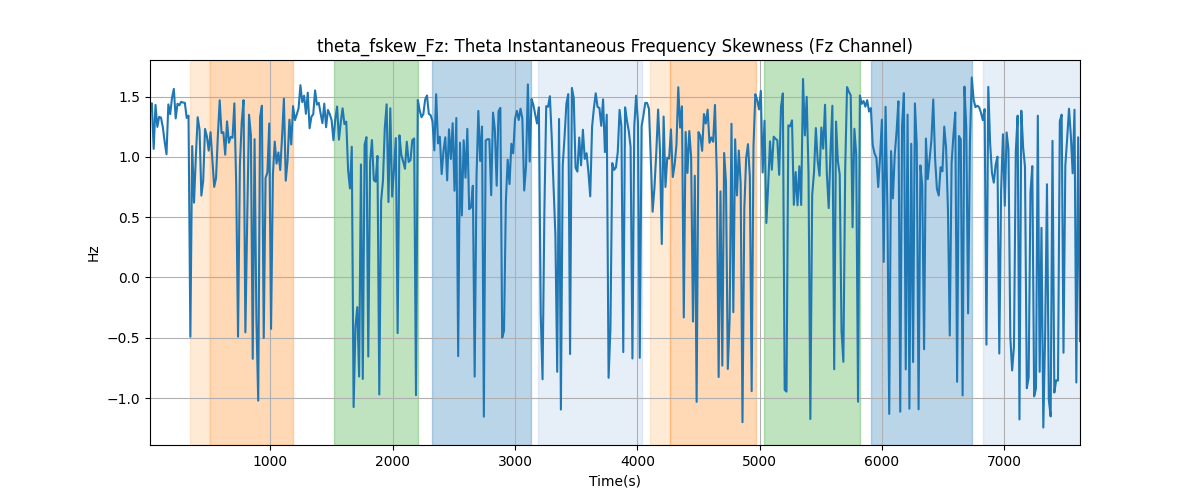 theta_fskew_Fz: Theta Instantaneous Frequency Skewness (Fz Channel)
1.5
1.0
0.5
0.0
−0.5
−1.0
Hz
1000 2000 3000 4000 5000 6000 7000
Time(s)